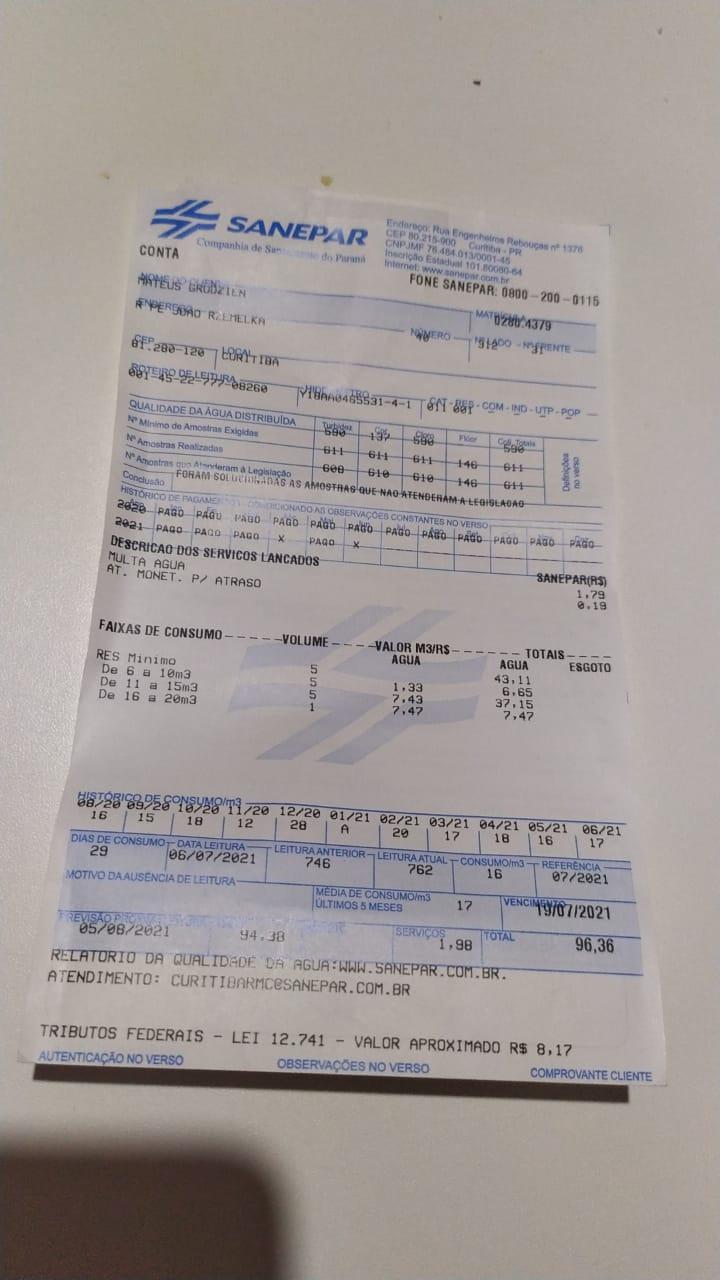 SANEPAR
Companhia de Saneamento do Paraná
Endereço: Rua Engenheiros Rebouças nº 1376
CEP 80.215-900 Curitiba - PR
CNPJMF 76.484.013/0001-45
Inscrição Estadual 101.80080-64
Internet: www.sanepar.com.br
CONTA
FONE SANEPAR: 0800-200-0115
NOME DO CLIENTE
MATRÍCULA
MATEUS GRUDZIEN
0280.4379
ENDEREÇO
NÚMERO
Nº LADO - Nº FRENTE
R PE JOAO RZEMELKA
40
312 31
CEP
LOCAL
81.280-120
CURITIBA
ROTEIRO DE LEITURA
HIDRÔMETRO
CAT - RES - COM - IND - UTP - POP
001-45-22-777-08260
Y18AA0465531-4-1
011 001
QUALIDADE DA ÁGUA DISTRIBUÍDA
Turbidez
Cor
Cloro
Flúor
Coli. Totais
Definições no verso
Nº Mínimo de Amostras Exigidas
590 137 590 590
Nº Amostras Realizadas
611 611 611 146 611
Nº Amostras que Atenderam à Legislação
608 610 610 146 611
Conclusão
FORAM SOLUCIONADAS AS AMOSTRAS QUE NAO ATENDERAM A LEGISLACAO
HISTÓRICO DE PAGAMENTO - CONDICIONADO AS OBSERVAÇÕES CONSTANTES NO VERSO
2020 PAGO PAGO PAGO PAGO PAGO PAGO PAGO PAGO PAGO PAGO PAGO PAGO
2021 PAGO PAGO PAGO X PAGO X
DESCRICAO DOS SERVICOS LANCADOS
SANEPAR(R$)
MULTA AGUA
1,79
AT. MONET. P/ ATRASO
0,19
FAIXAS DE CONSUMO - - - - - -VOLUME - - - --VALOR M3/R$- - - - - - - TOTAIS- - - -
AGUA AGUA ESGOTO
RES Minimo 5 43,11
De 6 a 10m3 5 1,33 6,65
De 11 a 15m3 5 7,43 37,15
De 16 a 20m3 1 7,47 7,47
HISTÓRICO DE CONSUMO/m3
08/20 09/20 10/20 11/20 12/20 01/21 02/21 03/21 04/21 05/21 06/21
16 15 18 12 28 A 20 17 18 16 17
DIAS DE CONSUMO
DATA LEITURA
LEITURA ANTERIOR
LEITURA ATUAL
CONSUMO/m3
REFERÊNCIA
29 06/07/2021 746 762 16 07/2021
MOTIVO DA AUSÊNCIA DE LEITURA
MÉDIA DE CONSUMO/m3
ÚLTIMOS 5 MESES
17
VENCIMENTO
19/07/2021
SERVIÇOS
TOTAL
05/08/2021 94,38 1,98 96,36
RELATORIO DA QUALIDADE DA AGUA:WWW.SANEPAR.COM.BR.
ATENDIMENTO: CURITIBARMC@SANEPAR.COM.BR
TRIBUTOS FEDERAIS - LEI 12.741 - VALOR APROXIMADO R$ 8,17
AUTENTICAÇÃO NO VERSO
OBSERVAÇÕES NO VERSO
COMPROVANTE CLIENTE